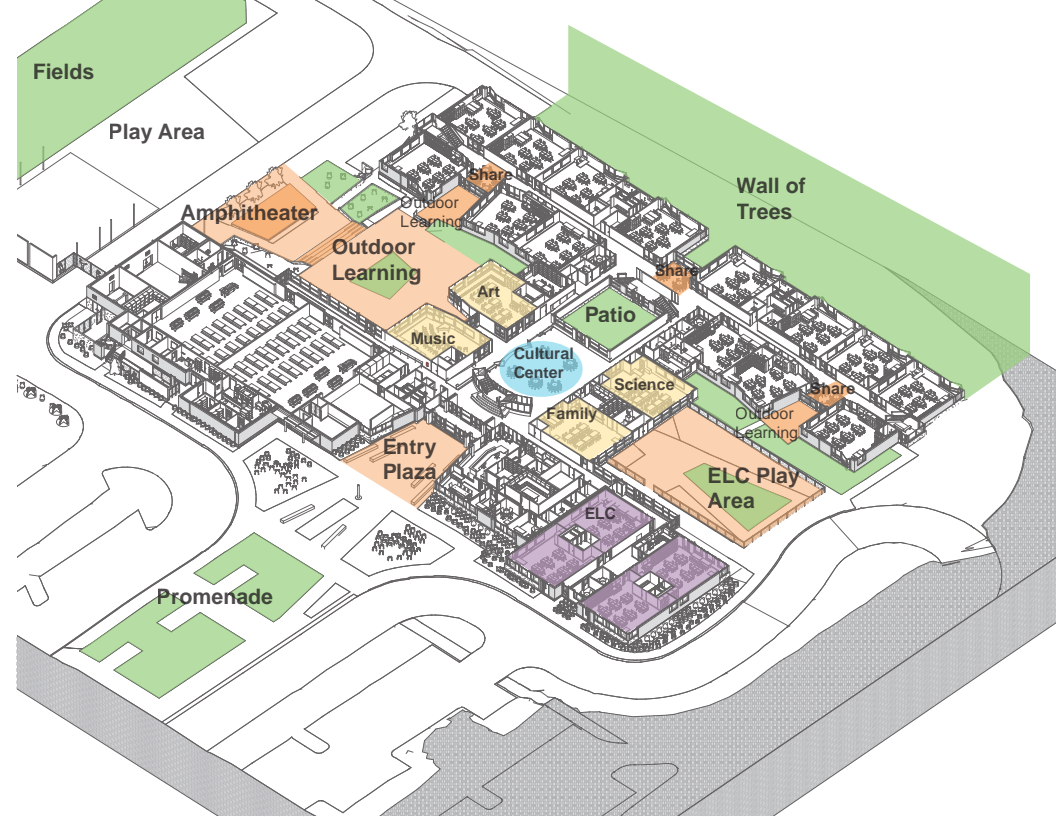 Fields
Play Area
Share
Wall of
Trees
Amphitheater
Outdoor
Learning
Outdoor
Learning
Share
Art
Patio
Music
Cultural
Center
Science
Share
Family
Outdoor
Learning
Entry
Plaza
ELC Play
Area
ELC
Promenade